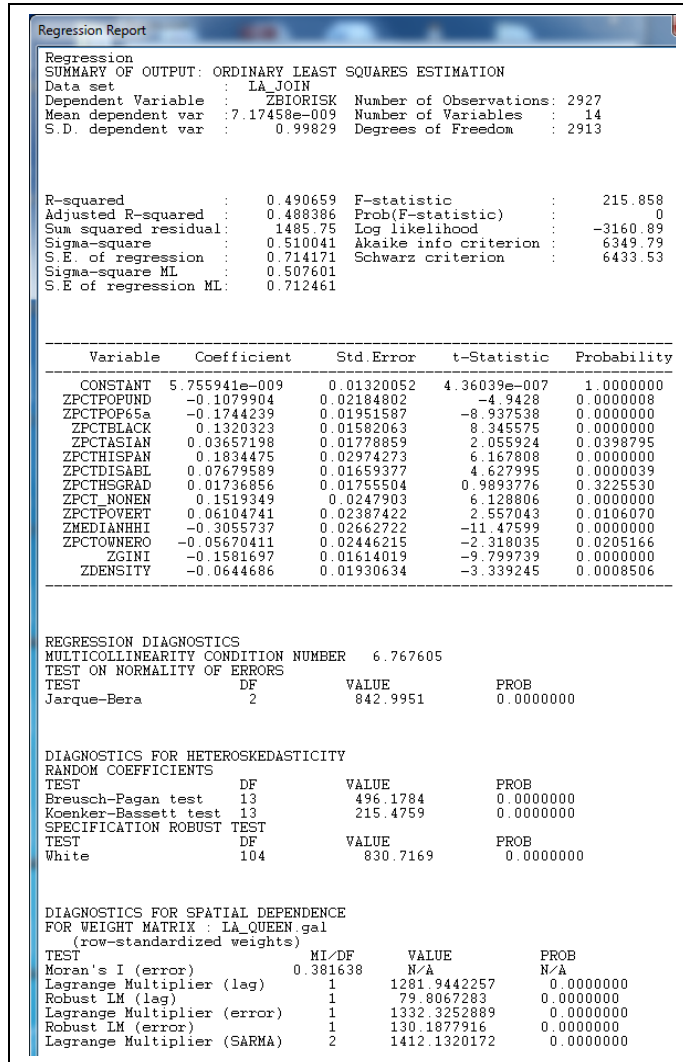 Regression Report
Regression
SUMMARY OF OUTPUT: ORDINARY LEAST SQUARES ESTIMATION
Data set : LA_JOIN
Dependent Variable : ZBIORISK Number of Observations: 2927
Mean dependent var :7.17458e-009 Number of Variables : 14
S.D. dependent var : 0.99829 Degrees of Freedom : 2913
R-squared : 0.490659 F-statistic : 215.858
Adjusted R-squared : 0.488386 Prob(F-statistic) : 0
Sum squared residual: 1485.75 Log likelihood : -3160.89
Sigma-square : 0.510041 Akaike info criterion : 6349.79
S.E. of regression : 0.714171 Schwarz criterion : 6433.53
Sigma-square ML : 0.507601
S.E of regression ML: 0.712461
Variable Coefficient Std.Error t-Statistic Probability
CONSTANT 5.755941e-009 0.01320052 4.36039e-007 1.0000000
ZPCTPOPUND -0.1079904 0.02184802 -4.9428 0.0000008
ZPCTPOP65a -0.1744239 0.01951587 -8.937538 0.0000000
ZPCTBLACK 0.1320323 0.01582063 8.345575 0.0000000
ZPCTASIAN 0.03657198 0.01778859 2.055924 0.0398795
ZPCTHISPAN 0.1834475 0.02974273 6.167808 0.0000000
ZPCTDISABL 0.07679589 0.01659377 4.627995 0.0000039
ZPCTHSGRAD 0.01736856 0.01755504 0.9893776 0.3225530
ZPCT_NONEN 0.1519349 0.0247903 6.128806 0.0000000
ZPCTPOVERT 0.06104741 0.02387422 2.557043 0.0106070
ZMEDIANHHI -0.3055737 0.02662722 -11.47599 0.0000000
ZPCTOWNERO -0.05670411 0.02446215 -2.318035 0.0205166
ZGINI -0.1581697 0.01614019 -9.799739 0.0000000
ZDENSITY -0.0644686 0.01930634 -3.339245 0.0008506
REGRESSION DIAGNOSTICS
MULTICOLLINEARITY CONDITION NUMBER 6.767605
TEST ON NORMALITY OF ERRORS
TEST DF VALUE PROB
Jarque-Bera 2 842.9951 0.0000000
DIAGNOSTICS FOR HETEROSKEDASTICITY
RANDOM COEFFICIENTS
TEST DF VALUE PROB
Breusch-Pagan test 13 496.1784 0.0000000
Koenker-Bassett test 13 215.4759 0.0000000
SPECIFICATION ROBUST TEST
TEST DF VALUE PROB
White 104 830.7169 0.0000000
DIAGNOSTICS FOR SPATIAL DEPENDENCE
FOR WEIGHT MATRIX : LA_QUEEN.gal
(row-standardized weights)
TEST MI/DF VALUE PROB
Moran's I (error) 0.381638 N/A N/A
Lagrange Multiplier (lag) 1 1281.9442257 0.0000000
Robust LM (lag) 1 79.8067283 0.0000000
Lagrange Multiplier (error) 1 1332.3252889 0.0000000
Robust LM (error) 1 130.1877916 0.0000000
Lagrange Multiplier (SARMA) 2 1412.1320172 0.0000000